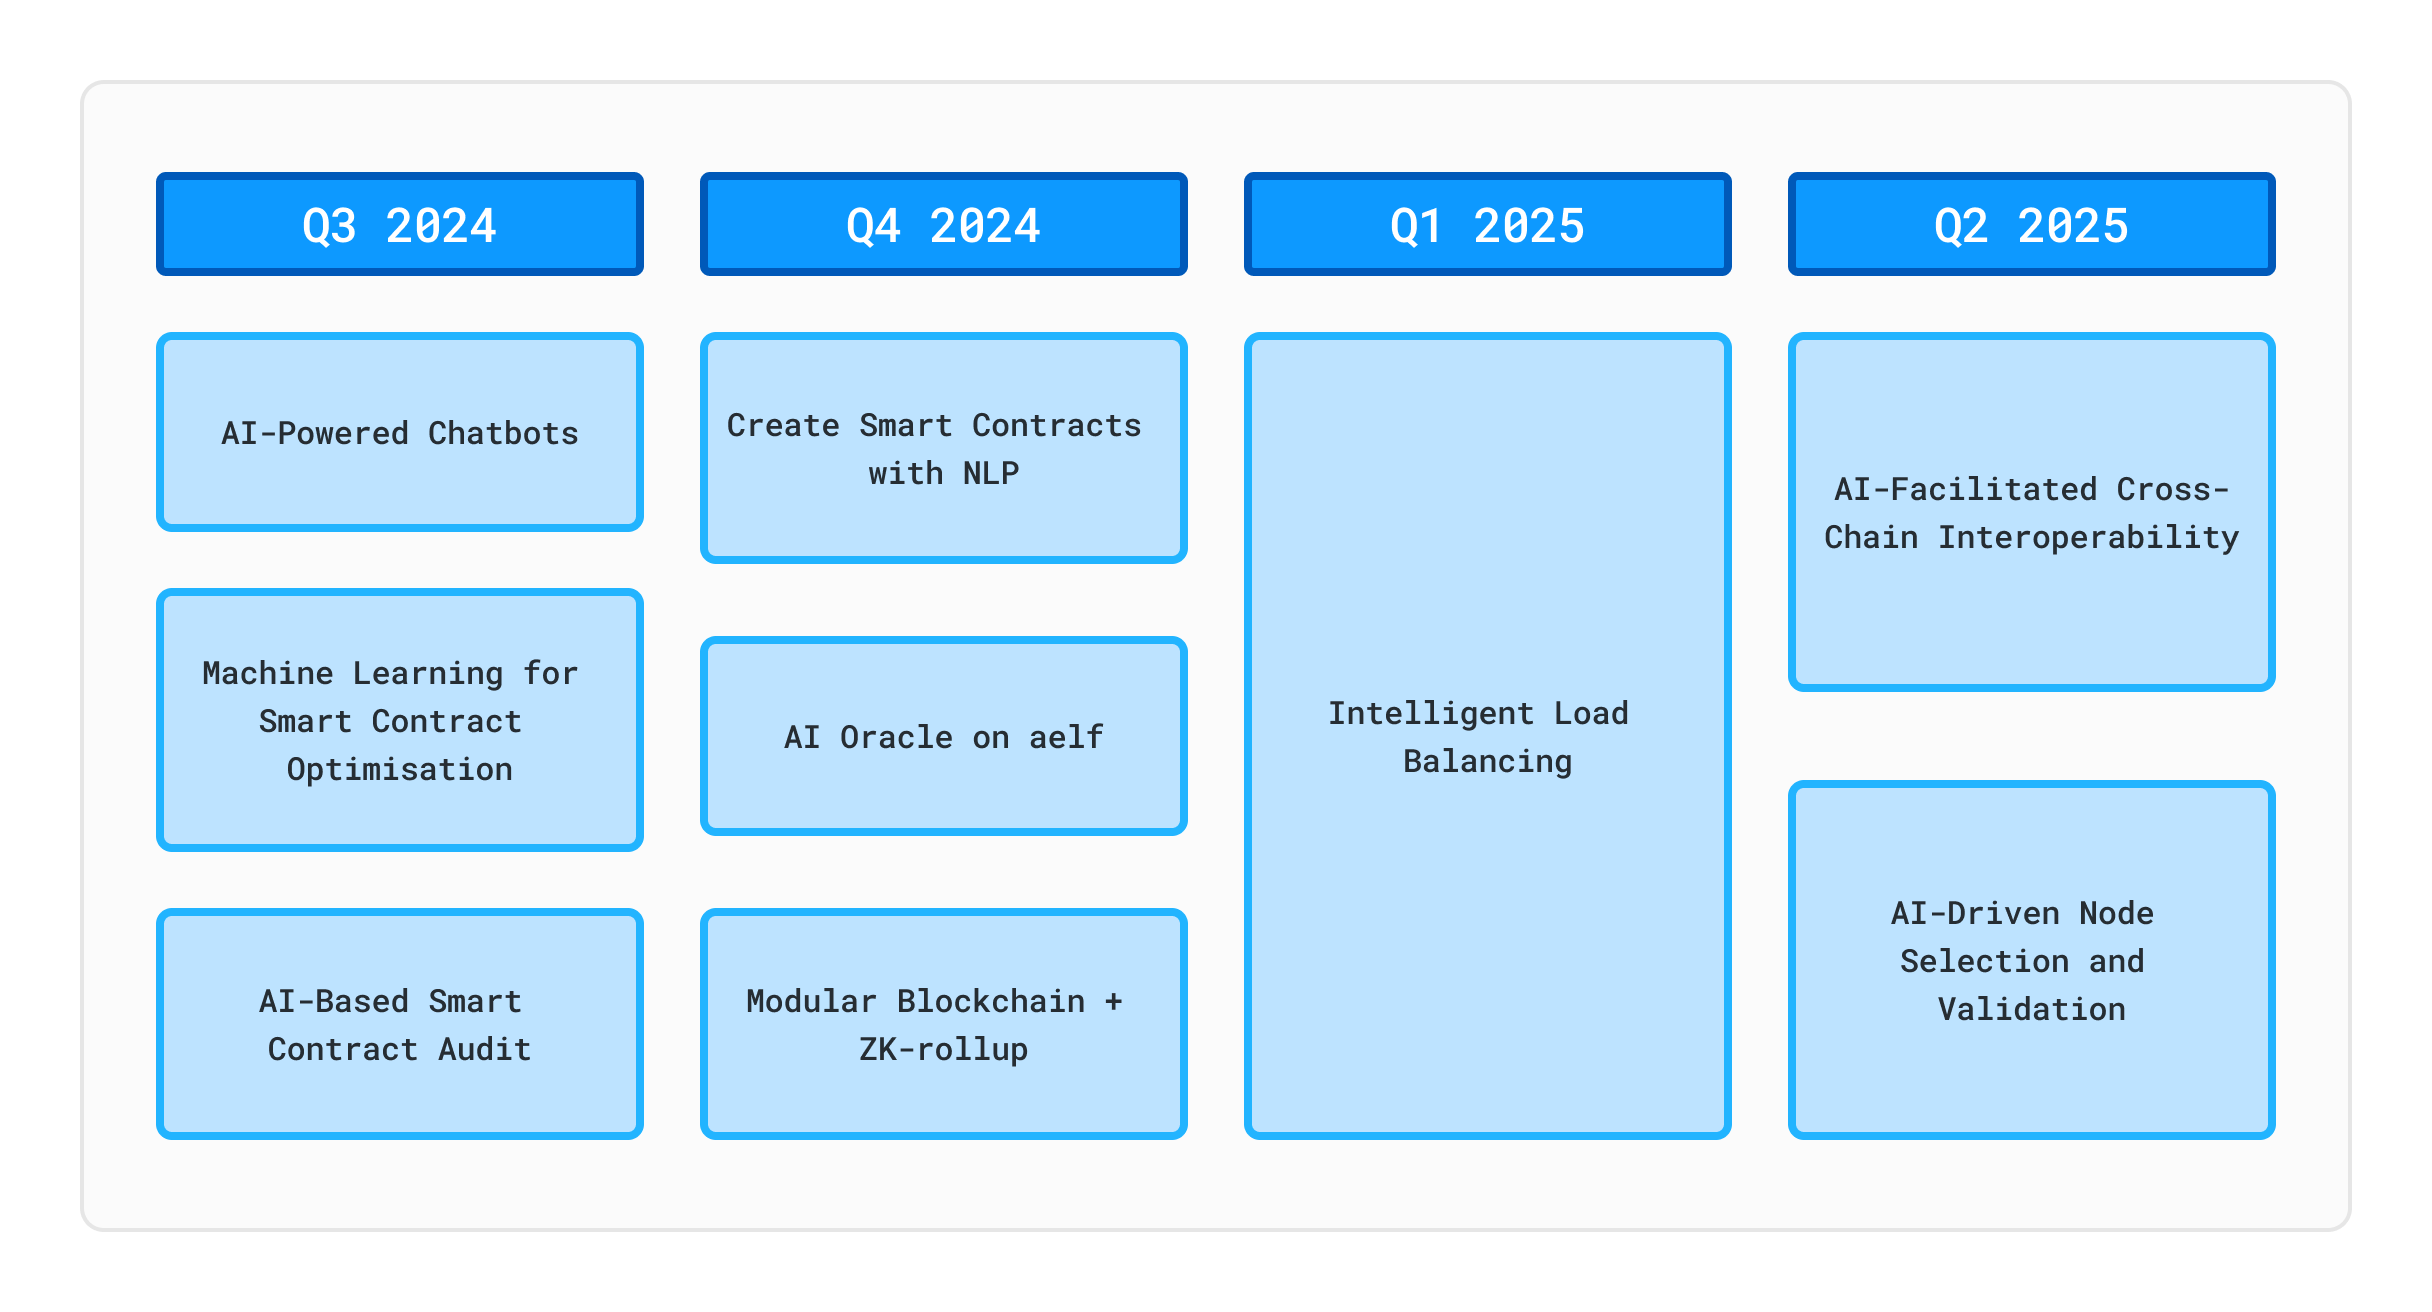 Q3 2024
AI-Powered Chatbots
Machine Learning for
Smart Contract
Optimisation
AI-Based Smart
Contract Audit
Q4 2024
Create Smart Contracts
with NLP
AI Oracle on aelf
Modular Blockchain +
ZK-rollup
Q1 2025
Intelligent Load
Balancing
Q2 2025
AI-Facilitated Cross-
Chain Interoperability
AI-Driven Node
Selection and
Validation